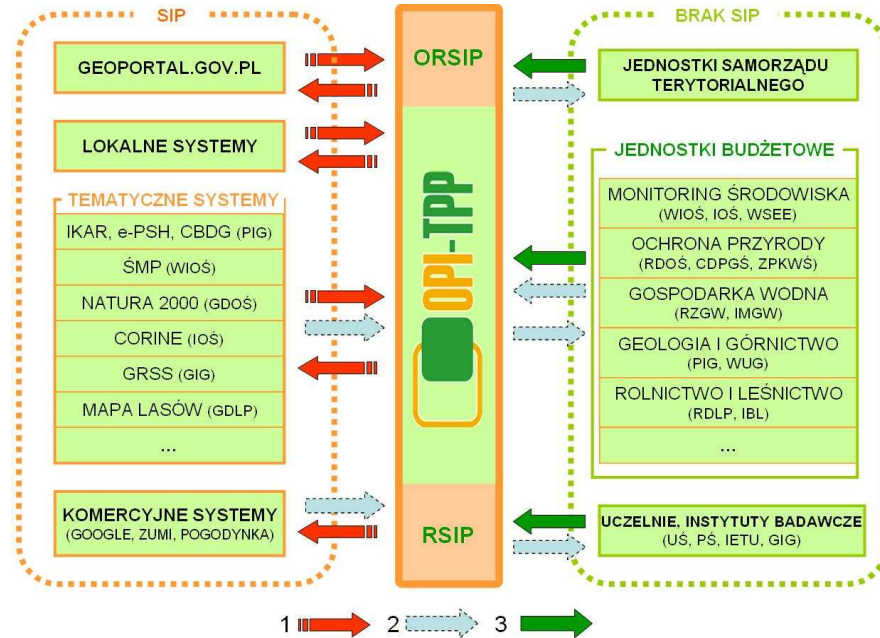 SIP
GEOPORTAL.GOV.PL
LOKALNE SYSTEMY
TEMATYCZNE SYSTEMY
IKAR, e-PSH, CBDG (PIG)
ŚMP (WIOŚ)
NATURA 2000 (GDOŚ)
CORINE (IOŚ)
GRSS (GIG)
MAPA LASÓW (GDLP)
...
KOMERCYJNE SYSTEMY
(GOOGLE, ZUMI, POGODYNKA)
ORSIP
OPI-TPP
RSIP
BRAK SIP
JEDNOSTKI SAMORZĄDU
TERYTORIALNEGO
JEDNOSTKI BUDŻETOWE
MONITORING ŚRODOWISKA
(WIOŚ, IOŚ, WSEE)
OCHRONA PRZYRODY
(RDOŚ, CDPGŚ, ZPKWŚ)
GOSPODARKA WODNA
(RZGW, IMGW)
GEOLOGIA I GÓRNICTWO
(PIG, WUG)
ROLNICTWO I LEŚNICTWO
(RDLP, IBL)
...
UCZELNIE, INSTYTUTY BADAWCZE
(UŚ, PŚ, IETU, GIG)
1 2 3